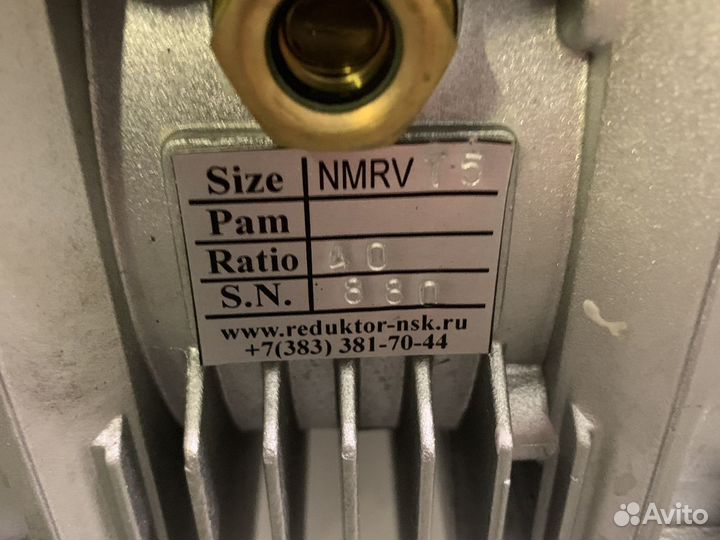 Size NMRV 75
Pam
Ratio 40
S.N. 880
www.reduktor-nsk.ru
+7(383) 381-70-44
Avito